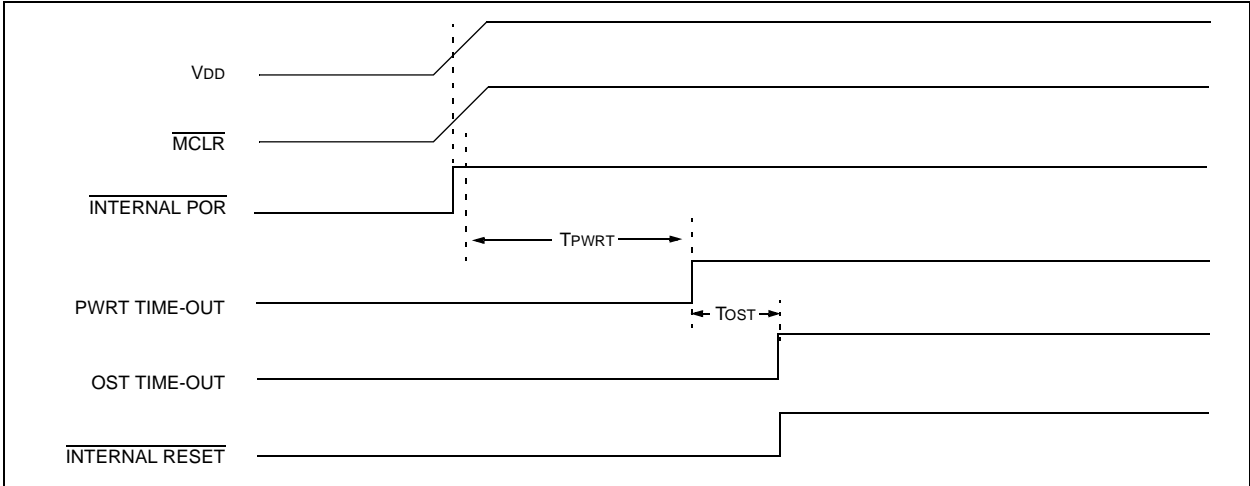 VDD
MCLR
INTERNAL POR
TPWRT
PWRT TIME-OUT
TOST
OST TIME-OUT
INTERNAL RESET